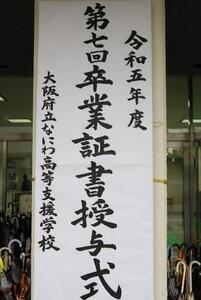 令和五年度
第七回卒業証書授与式
大阪府立なにわ高等支援学校